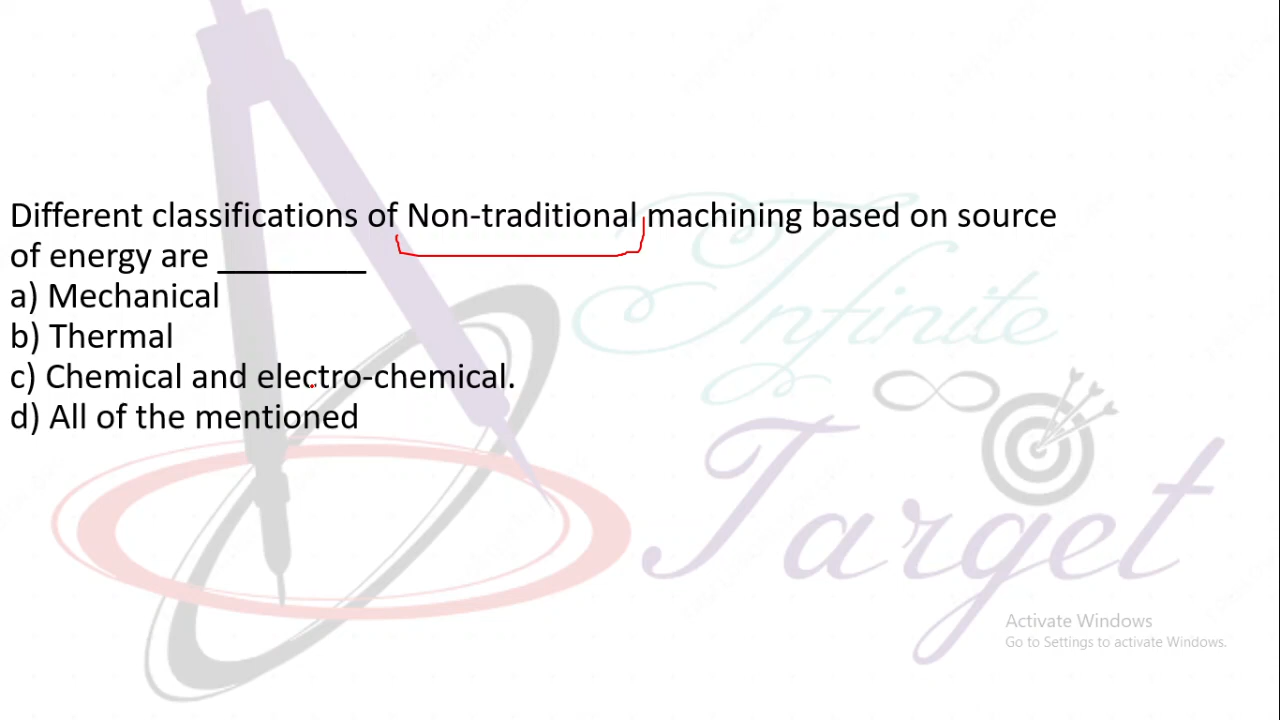 Different classifications of Non-traditional machining based on source
of energy are _________
a) Mechanical
b) Thermal
c) Chemical and electro-chemical.
d) All of the mentioned
Infinite
Target
Activate Windows
Go to Settings to activate Windows.